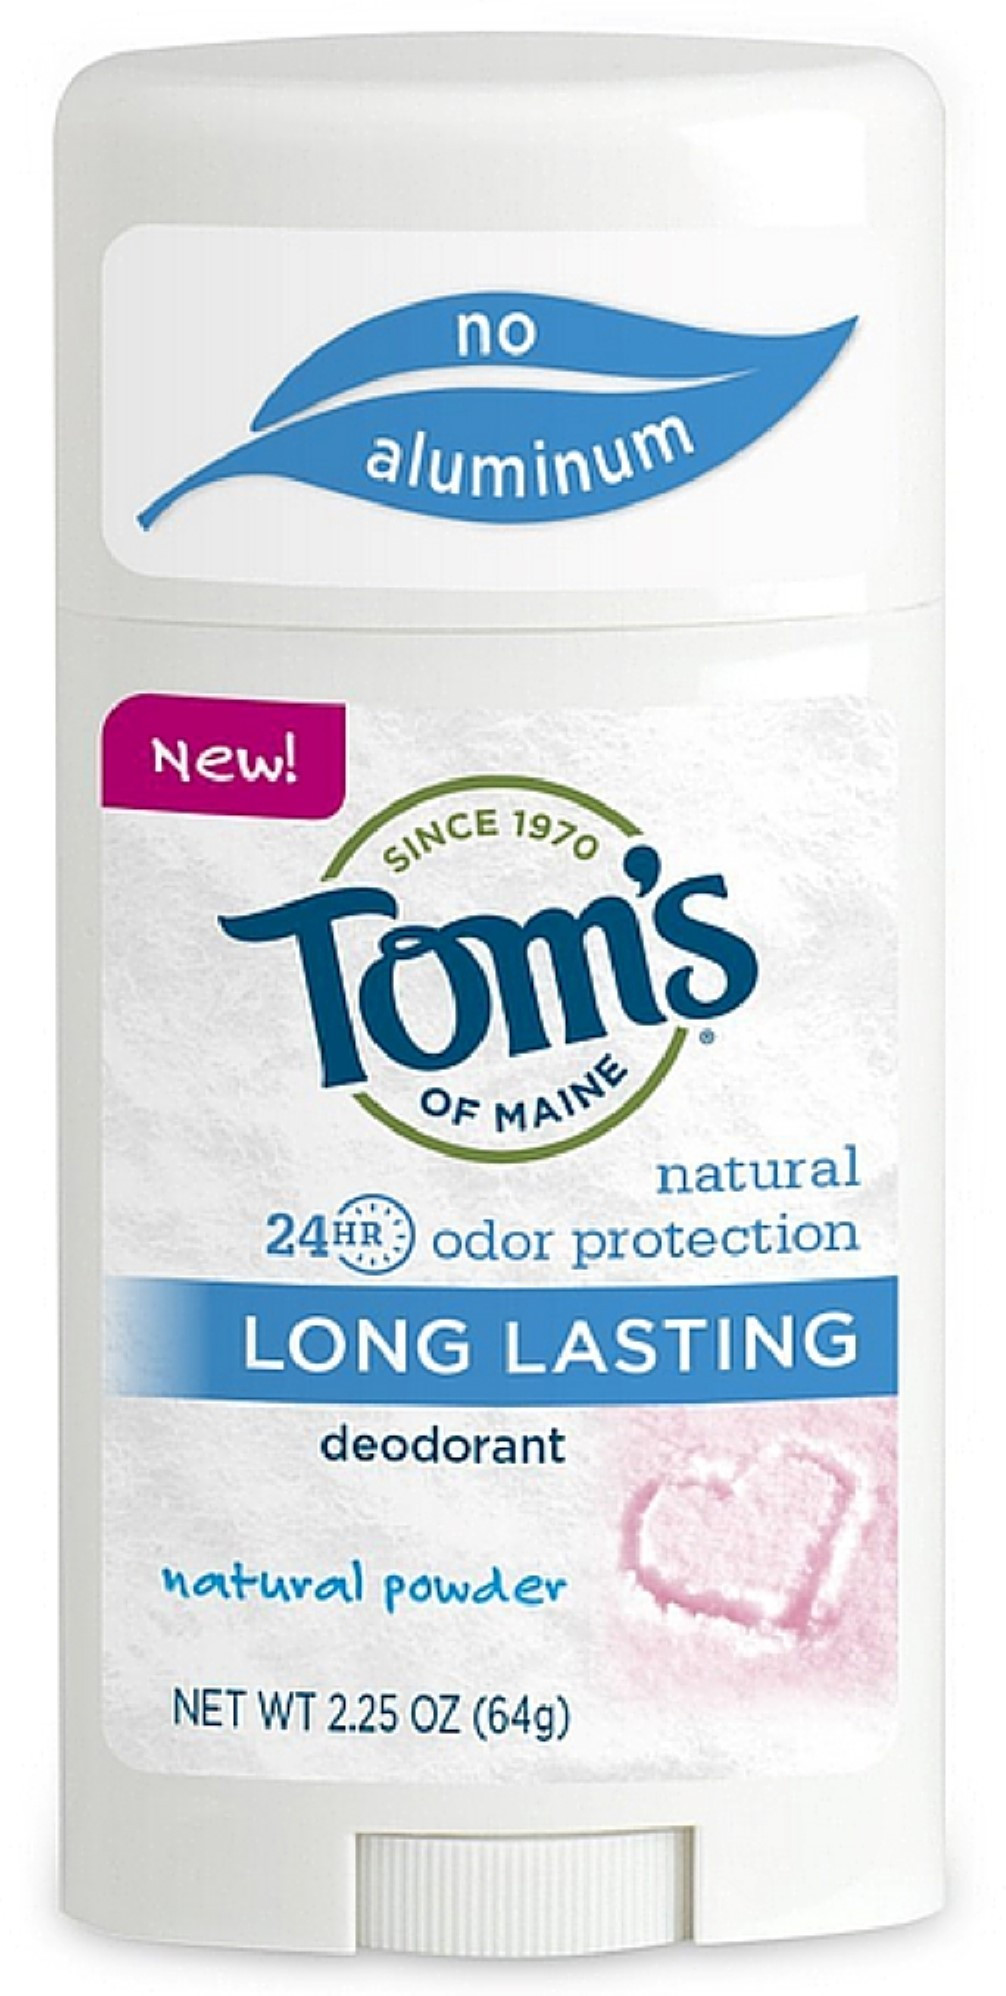 no
aluminum
New!
SINCE 1970
Tom's
OF MAINE
®
natural
24HR odor protection
LONG LASTING
deodorant
natural powder
NET WT 2.25 OZ (64g)